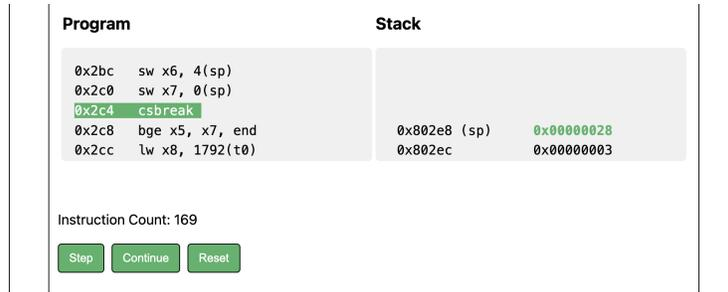 Program Stack
0x2bc sw x6, 4(sp)
0x2c0 sw x7, 0(sp)
0x2c4 csbreak
0x2c8 bge x5, x7, end 0x802e8 (sp) 0x00000028
0x2cc lw x8, 1792(t0) 0x802ec 0x00000003
Instruction Count: 169
Step Continue Reset